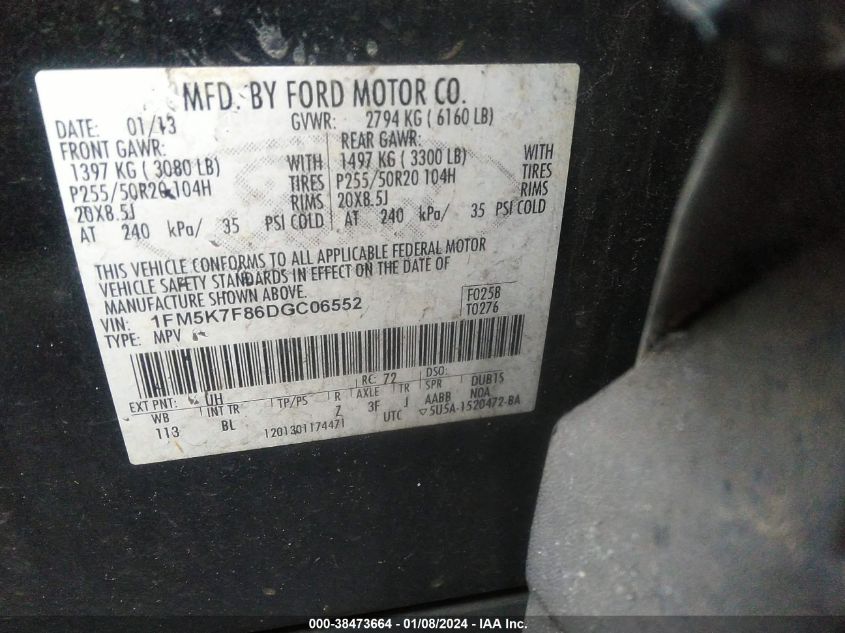 MFD. BY FORD MOTOR CO.
DATE: 01/13 GVWR: 2794 KG ( 6160 LB)
FRONT GAWR: REAR GAWR:
1397 KG ( 3080 LB) WITH 1497 KG ( 3300 LB) WITH
P255/50R20 104H TIRES P255/50R20 104H TIRES
20X8.5J RIMS 20X8.5J RIMS
AT 240 kPa/ 35 PSI COLD AT 240 kPa/ 35 PSI COLD
THIS VEHICLE CONFORMS TO ALL APPLICABLE FEDERAL MOTOR
VEHICLE SAFETY STANDARDS IN EFFECT ON THE DATE OF
MANUFACTURE SHOWN ABOVE.
VIN: 1FM5K7F86DGC06552 F0258
TYPE: MPV T0276
EXT PNT: UH RC: 72 DSO:
WB INT TR TP/PS R AXLE TR SPR DUBTS
113 BL Z 3F J AABB NDA
1201301174471 UTC ▽5U5A-1520472-BA
000-38473664 - 01/08/2024 - IAA Inc.